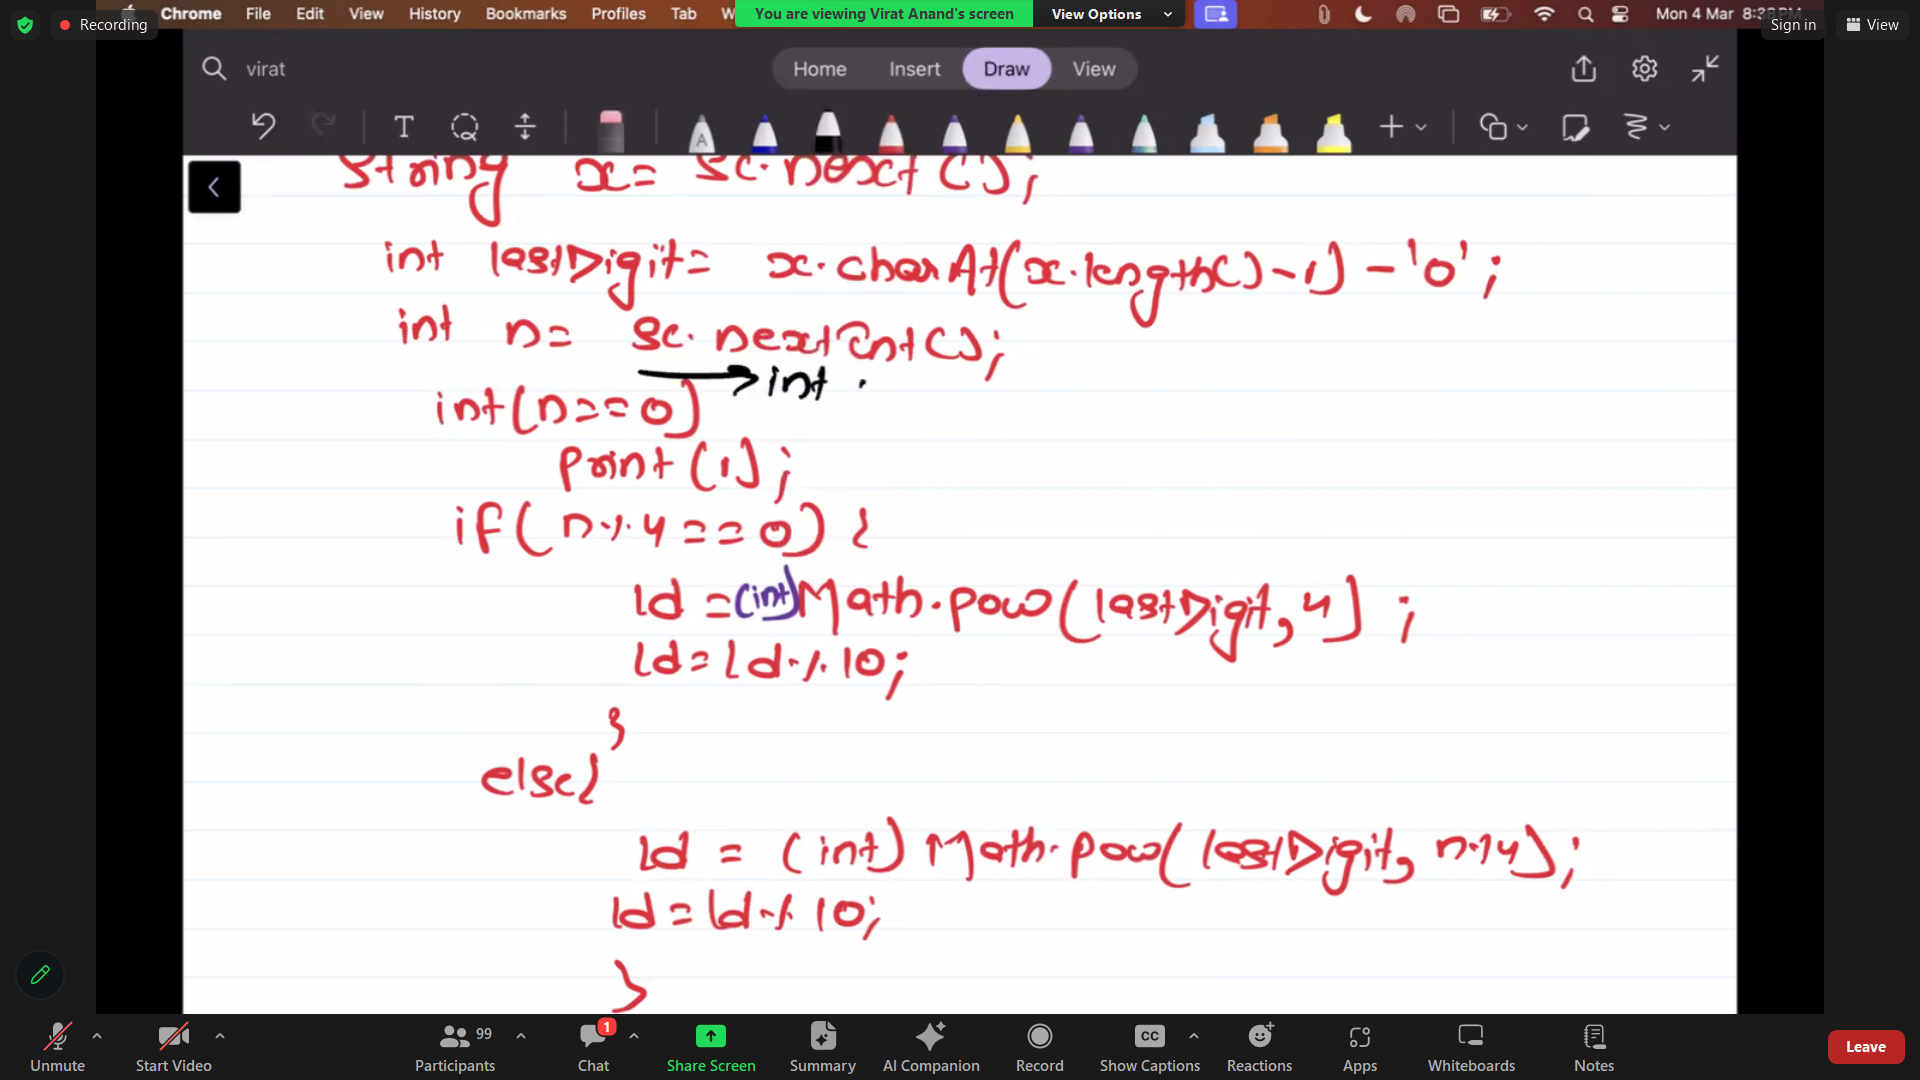 Chrome File Edit View History Bookmarks Profiles Tab W You are viewing Virat Anand's screen View Options Mon 4 Mar 8:38 PM
Recording Sign in View
virat Home Insert Draw View
T A
String x= sc.next();
int lastDigit= x.charAt(x.length()-1)-'0';
int n= sc.nextInt();
→int .
int(n==0)
print(1);
if(n%4==0){
ld =(int)Math.pow(lastDigit,4) ;
ld=ld%10;
}
else{
ld = (int) Math.pow(lastDigit, n%4);
ld=ld%10;
}
99 1 CC
Unmute Start Video Participants Chat Share Screen Summary AI Companion Record Show Captions Reactions Apps Whiteboards Notes Leave